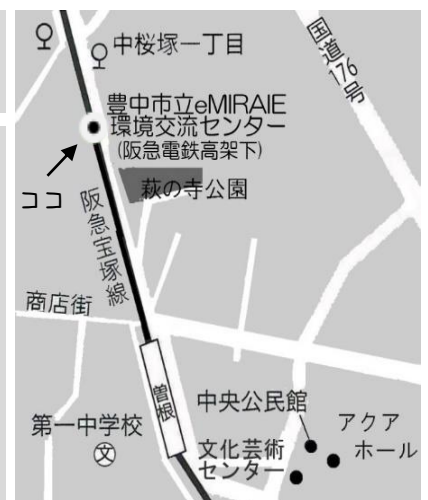 中桜塚一丁目
国道176号
豊中市立eMIRAIE
環境交流センター
(阪急電鉄高架下)
ココ
萩の寺公園
阪急宝塚線
商店街
曽根
中央公民館
アクア
ホール
第一中学校
文
文化芸術
センター